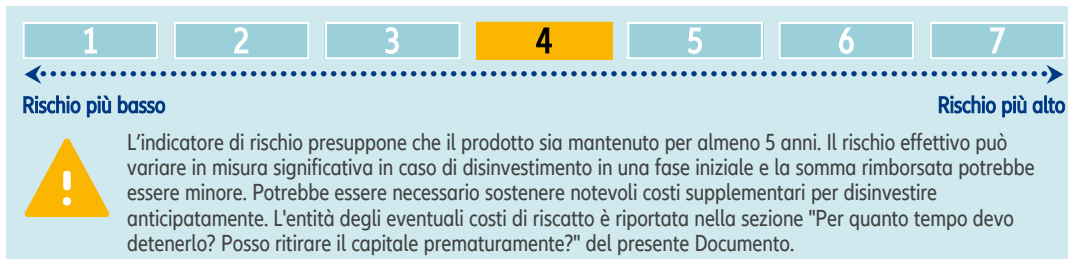 1 2 3 4 5 6 7
Rischio più basso Rischio più alto
L'indicatore di rischio presuppone che il prodotto sia mantenuto per almeno 5 anni. Il rischio effettivo può
variare in misura significativa in caso di disinvestimento in una fase iniziale e la somma rimborsata potrebbe
essere minore. Potrebbe essere necessario sostenere notevoli costi supplementari per disinvestire
anticipatamente. L'entità degli eventuali costi di riscatto è riportata nella sezione "Per quanto tempo devo
detenerlo? Posso ritirare il capitale prematuramente?" del presente Documento.